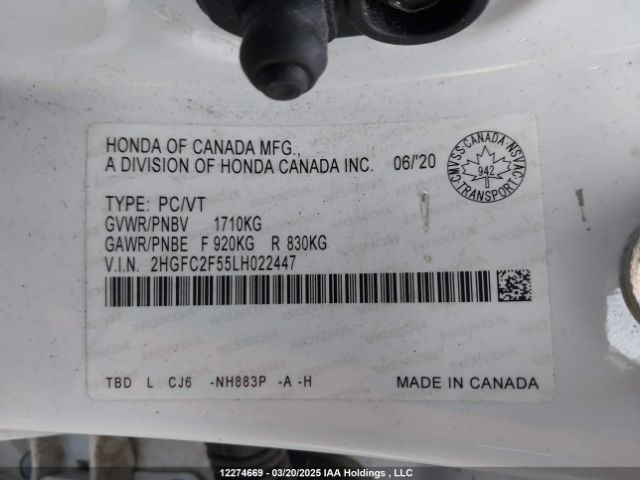 HONDA OF CANADA MFG.,
A DIVISION OF HONDA CANADA INC. 06/'20
CMVSS·CANADA·NSVAC
942
TRANSPORT
TYPE: PC/VT
GVWR/PNBV 1710KG
GAWR/PNBE F 920KG R 830KG
V.I.N. 2HGFC2F55LH022447
TBD L CJ6 -NH883P -A -H MADE IN CANADA
12274669 — 03/20/2025 IAA Holdings , LLC